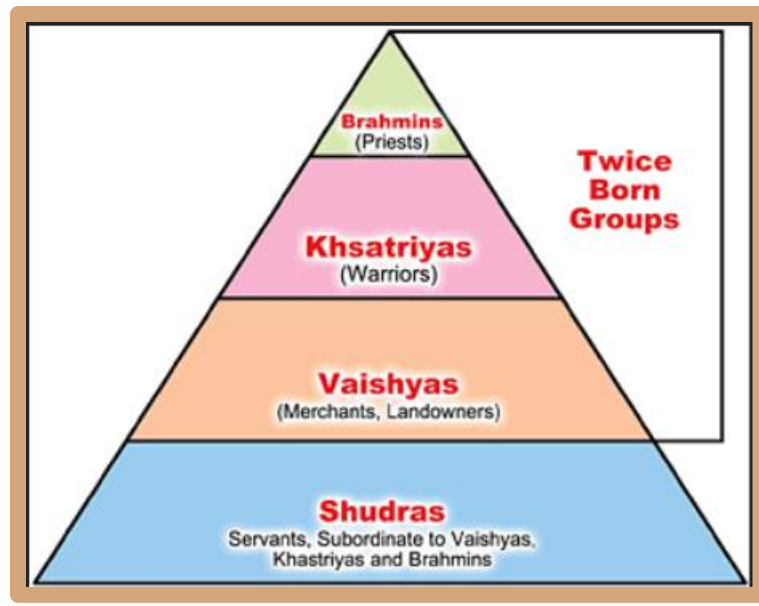 Brahmins
(Priests)
Twice
Born
Groups
Khsatriyas
(Warriors)
Vaishyas
(Merchants, Landowners)
Shudras
Servants, Subordinate to Vaishyas,
Khastriyas and Brahmins